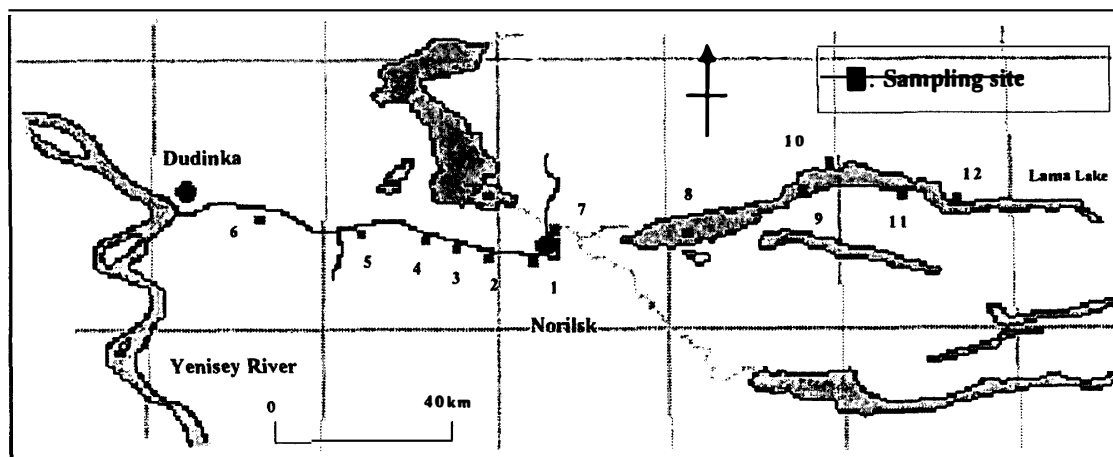 ■: Sampling site
Dudinka
10
12
Lama Lake
8
7
6
9
11
5
4
3
2
1
Norilsk
Yenisey River
0
40km